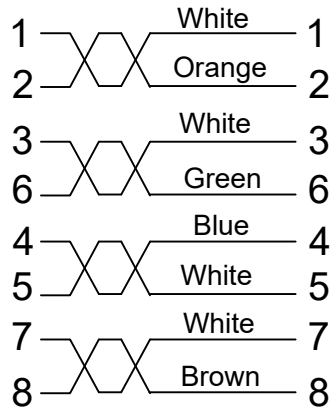 1 White 1
2 Orange 2
3 White 3
6 Green 6
4 Blue 4
5 White 5
7 White 7
8 Brown 8